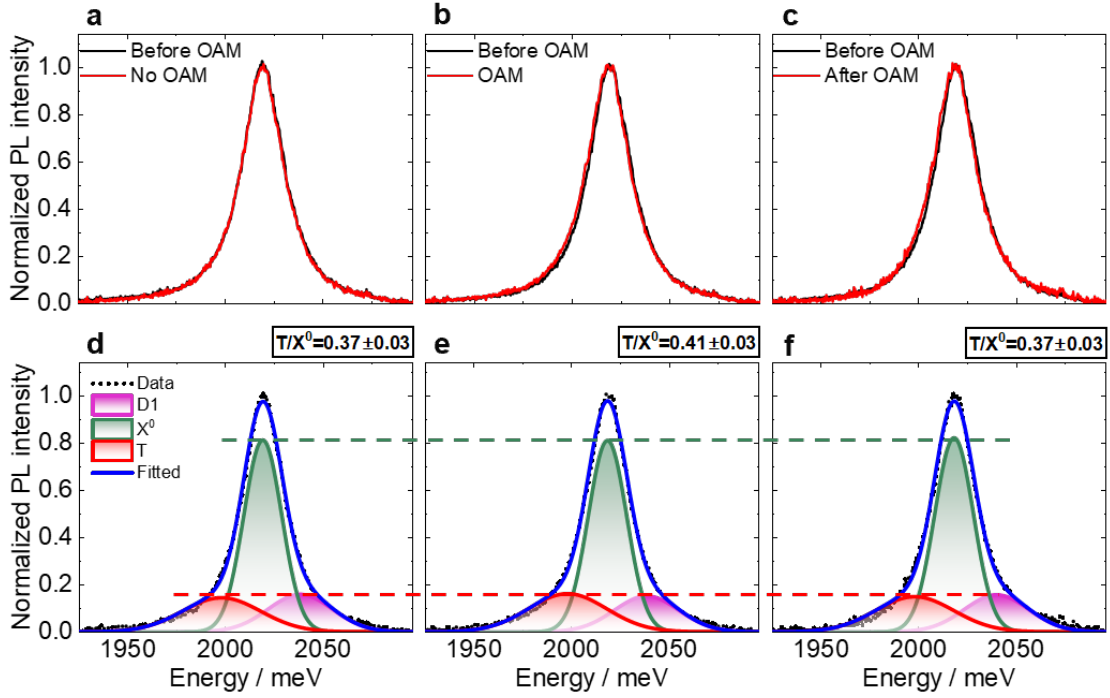 a
b
c
Before OAM
No OAM
Before OAM
OAM
Before OAM
After OAM
Normalized PL intensity
1.0
0.8
0.6
0.4
0.2
0.0
d
T/X⁰=0.37±0.03
e
T/X⁰=0.41±0.03
f
T/X⁰=0.37±0.03
Data
D1
X⁰
T
Fitted
Normalized PL intensity
1.0
0.8
0.6
0.4
0.2
0.0
1950 2000 2050
1950 2000 2050
1950 2000 2050
Energy / meV
Energy / meV
Energy / meV